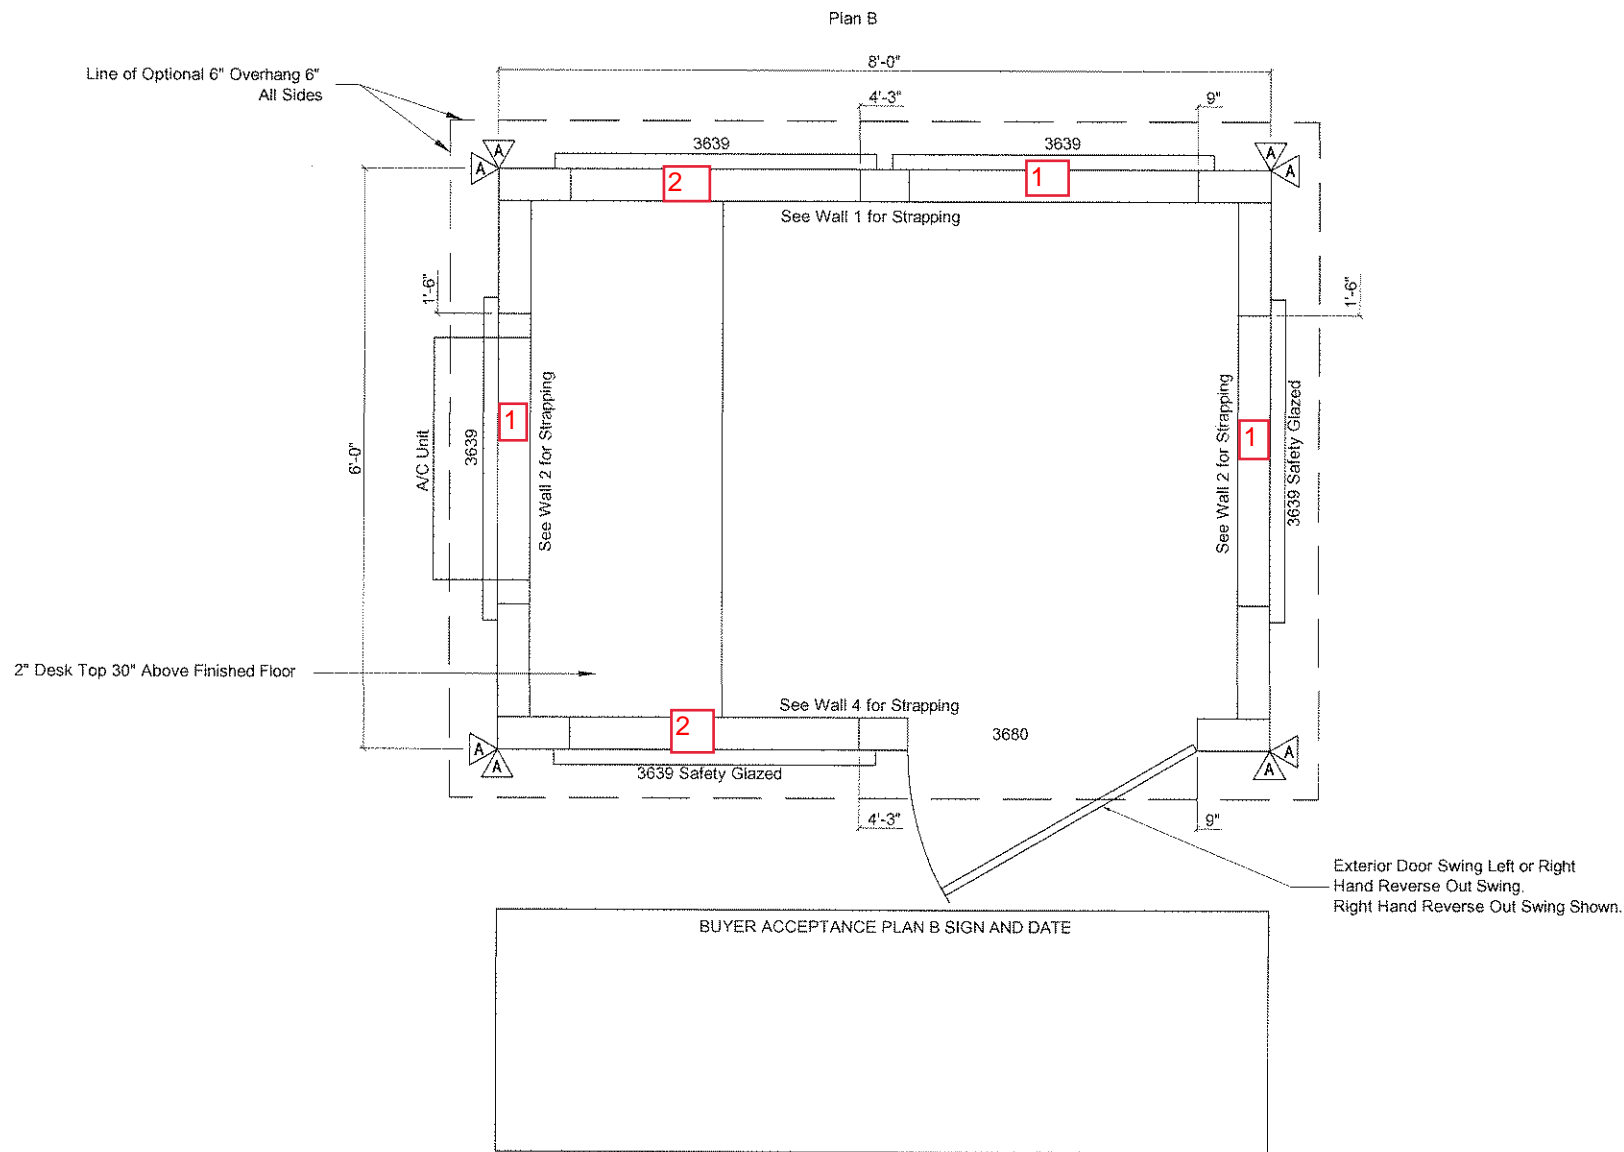 Plan B
8'-0"
Line of Optional 6" Overhang 6"
All Sides
4'-3"
9"
3639
3639
A
A
A
A
2
1
See Wall 1 for Strapping
1'-6"
1'-6"
6'-0"
A/C Unit
3639
1
See Wall 2 for Strapping
See Wall 2 for Strapping
1
3639 Safety Glazed
2" Desk Top 30" Above Finished Floor
See Wall 4 for Strapping
2
3680
A
A
A
A
3639 Safety Glazed
4'-3"
9"
Exterior Door Swing Left or Right
Hand Reverse Out Swing.
Right Hand Reverse Out Swing Shown.
BUYER ACCEPTANCE PLAN B SIGN AND DATE